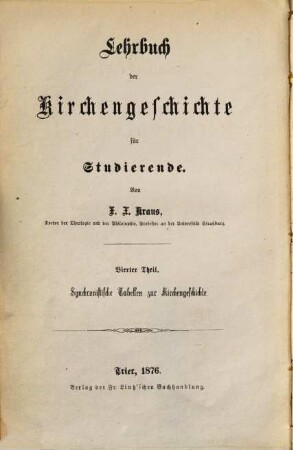 Lehrbuch
der
Kirchengeschichte
für
Studierende.
Von
F. X. Kraus,
Doctor der Theologie und der Philosophie, Professor an der Universität Strassburg.
Vierter Theil.
Synchronistische Tabellen zur Kirchengeschichte
Trier, 1876.
Verlag der Fr. Lintz'schen Buchhandlung.